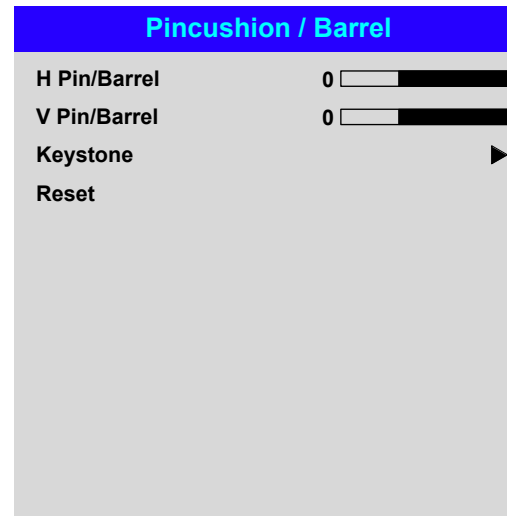 Pincushion / Barrel
H Pin/Barrel 0
V Pin/Barrel 0
Keystone
Reset